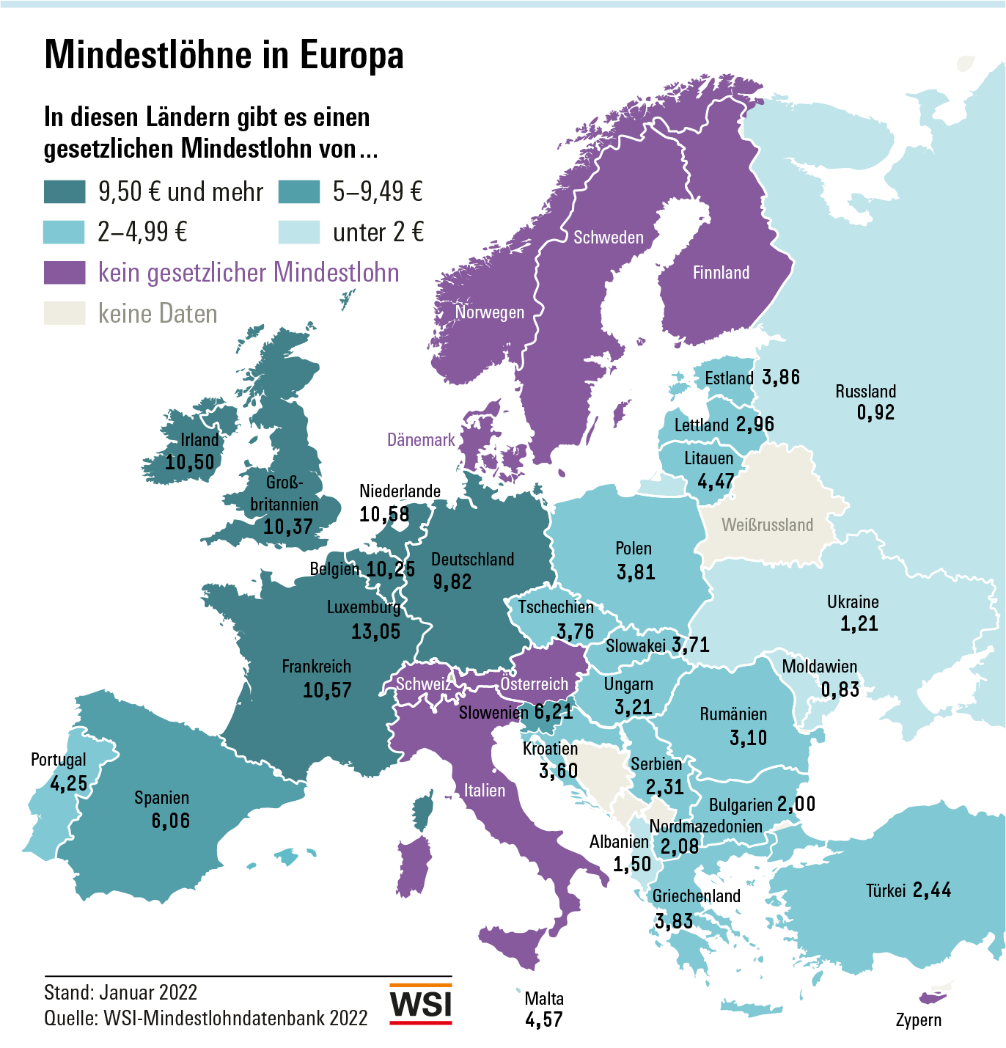 Mindestlöhne in Europa
In diesen Ländern gibt es einen
gesetzlichen Mindestlohn von...
9,50 € und mehr
5–9,49 €
2–4,99 €
unter 2 €
kein gesetzlicher Mindestlohn
keine Daten
Schweden
Finnland
Norwegen
Estland 3,86
Russland
0,92
Lettland 2,96
Dänemark
Irland
10,50
Litauen
4,47
Groß-
britannien
10,37
Niederlande
10,58
Weißrussland
Belgien 10,25
Deutschland
9,82
Polen
3,81
Luxemburg
13,05
Tschechien
3,76
Ukraine
1,21
Slowakei 3,71
Frankreich
10,57
Schweiz
Österreich
Ungarn
3,21
Moldawien
0,83
Slowenien 6,21
Rumänien
3,10
Kroatien
3,60
Portugal
4,25
Serbien
2,31
Spanien
6,06
Italien
Bulgarien 2,00
Nordmazedonien
2,08
Albanien
1,50
Griechenland
3,83
Türkei 2,44
Malta
4,57
Zypern
Stand: Januar 2022
Quelle: WSI-Mindestlohndatenbank 2022
WSI